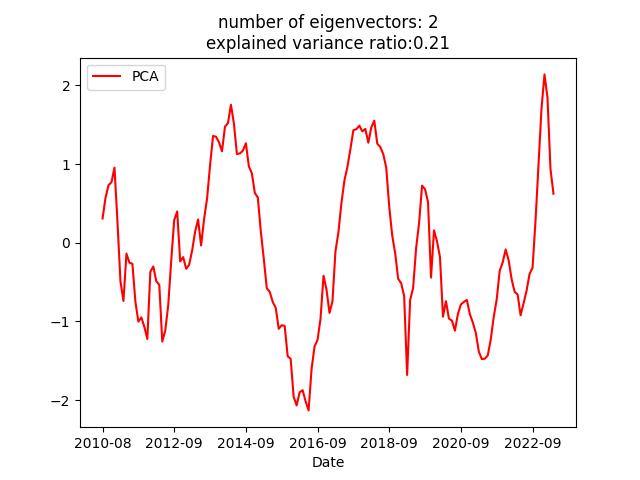 number of eigenvectors: 2
explained variance ratio:0.21
PCA
2
1
0
−1
−2
2010-08 2012-09 2014-09 2016-09 2018-09 2020-09 2022-09
Date